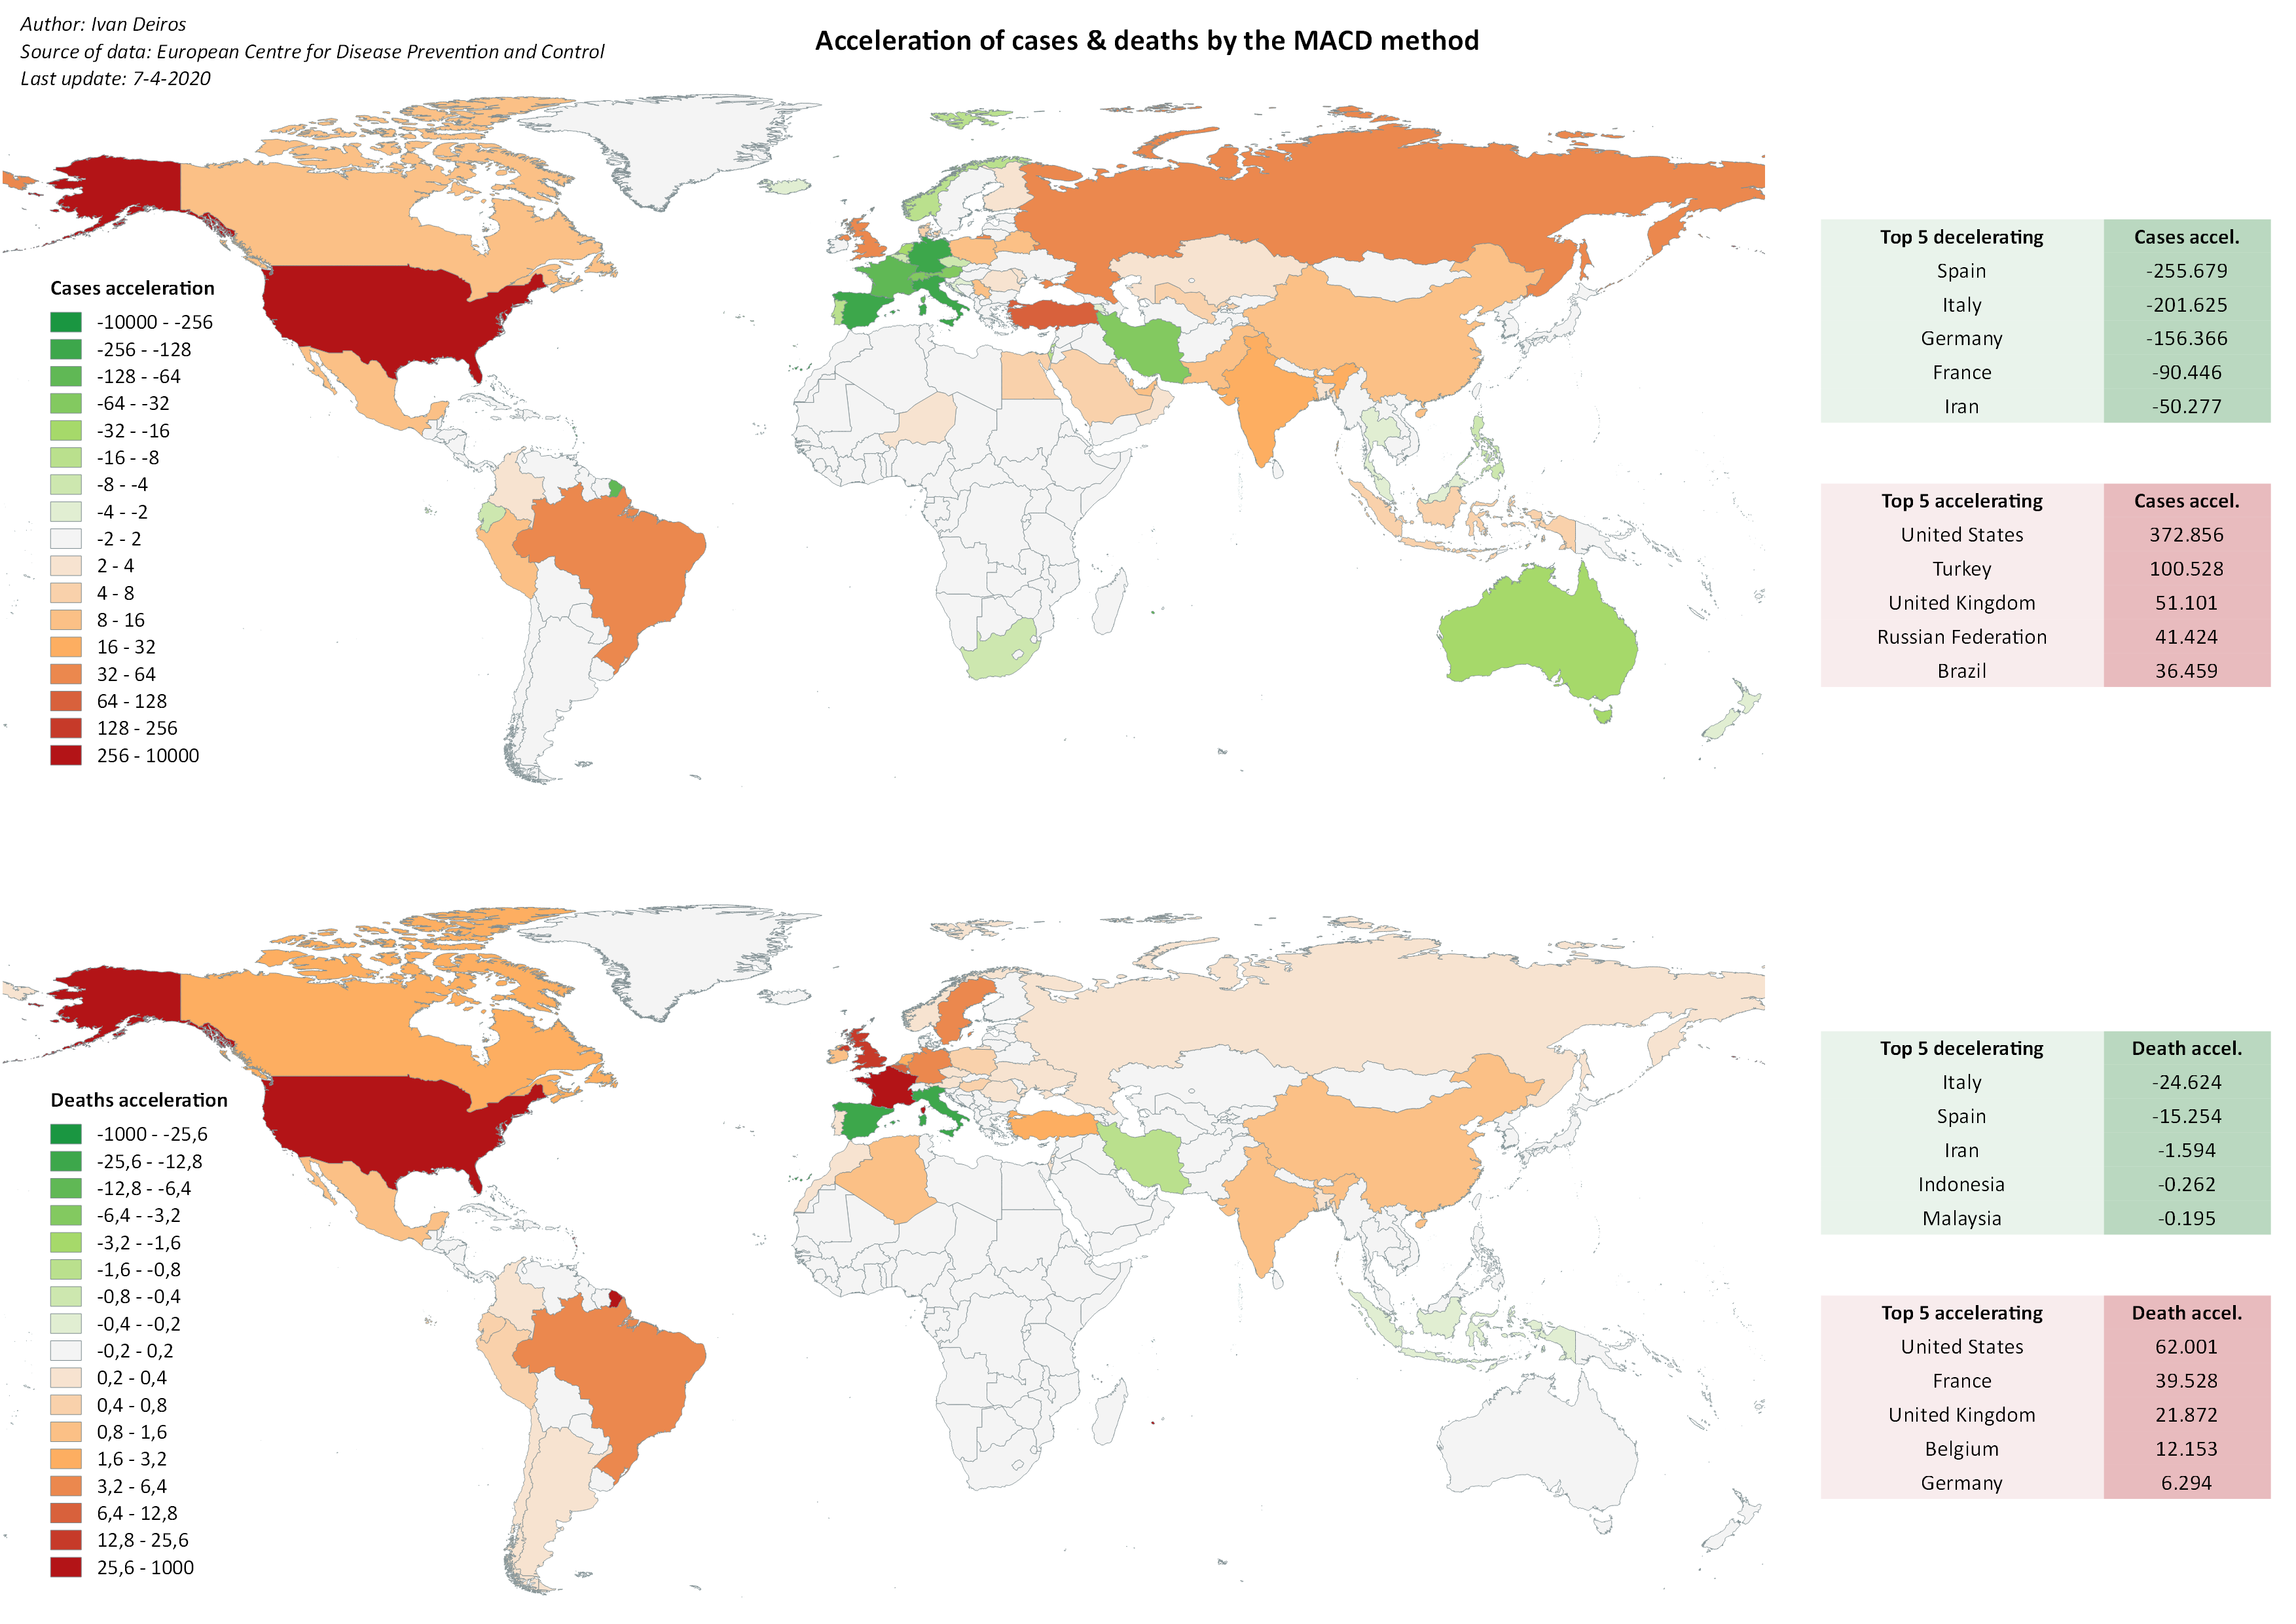 Author: Ivan Deiros
Source of data: European Centre for Disease Prevention and Control
Last update: 7-4-2020
Acceleration of cases & deaths by the MACD method
Cases acceleration
-10000 - -256
-256 - -128
-128 - -64
-64 - -32
-32 - -16
-16 - -8
-8 - -4
-4 - -2
-2 - 2
2 - 4
4 - 8
8 - 16
16 - 32
32 - 64
64 - 128
128 - 256
256 - 10000
Top 5 decelerating Cases accel.
Spain -255.679
Italy -201.625
Germany -156.366
France -90.446
Iran -50.277
Top 5 accelerating Cases accel.
United States 372.856
Turkey 100.528
United Kingdom 51.101
Russian Federation 41.424
Brazil 36.459
Deaths acceleration
-1000 - -25,6
-25,6 - -12,8
-12,8 - -6,4
-6,4 - -3,2
-3,2 - -1,6
-1,6 - -0,8
-0,8 - -0,4
-0,4 - -0,2
-0,2 - 0,2
0,2 - 0,4
0,4 - 0,8
0,8 - 1,6
1,6 - 3,2
3,2 - 6,4
6,4 - 12,8
12,8 - 25,6
25,6 - 1000
Top 5 decelerating Death accel.
Italy -24.624
Spain -15.254
Iran -1.594
Indonesia -0.262
Malaysia -0.195
Top 5 accelerating Death accel.
United States 62.001
France 39.528
United Kingdom 21.872
Belgium 12.153
Germany 6.294